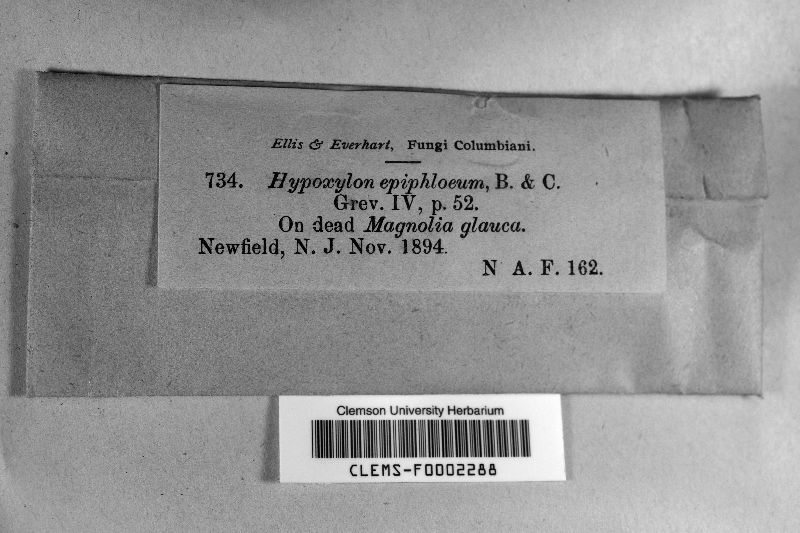 Ellis & Everhart, Fungi Columbiani.
734. Hypoxylon epiphloeum, B. & C.
Grev. IV, p. 52.
On dead Magnolia glauca.
Newfield, N. J. Nov. 1894.
N A. F. 162.
Clemson University Herbarium
CLEMS-F0002288